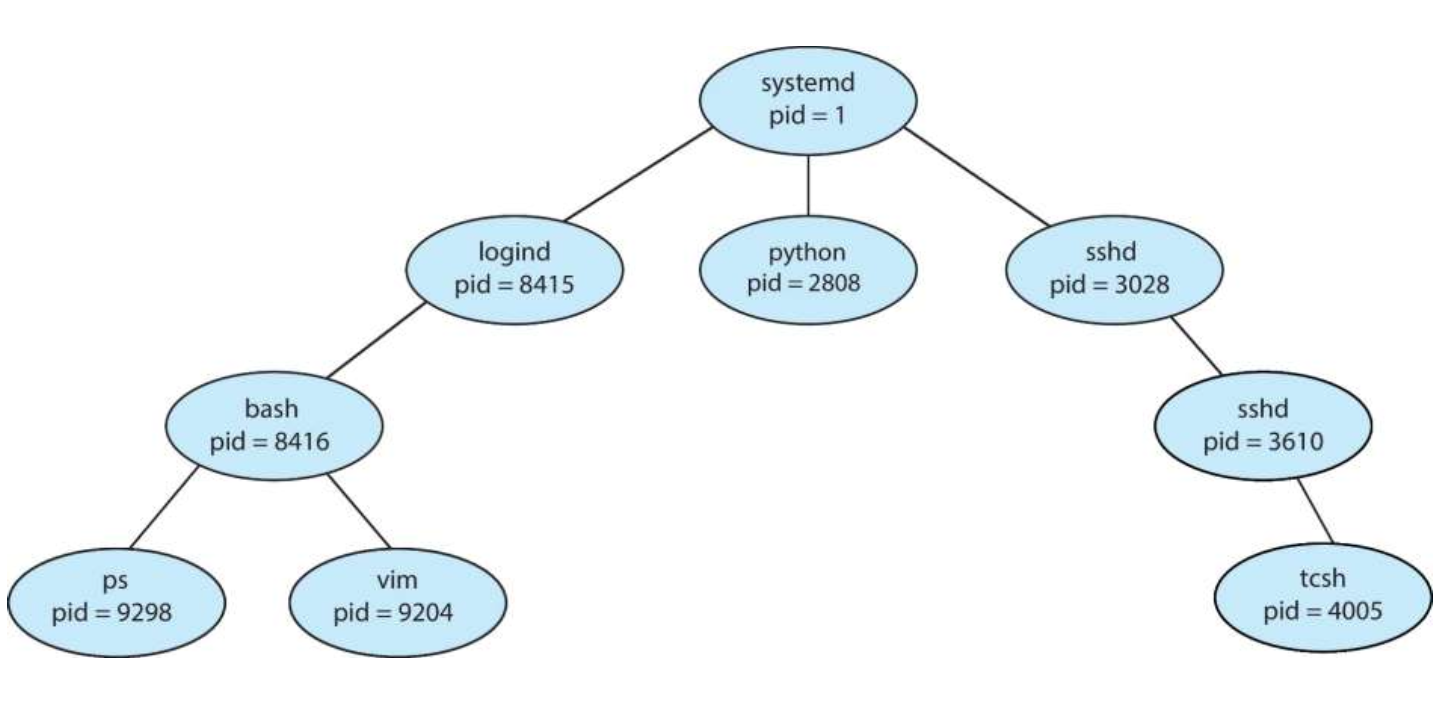 systemd
pid = 1
logind
pid = 8415
python
pid = 2808
sshd
pid = 3028
bash
pid = 8416
sshd
pid = 3610
ps
pid = 9298
vim
pid = 9204
tcsh
pid = 4005